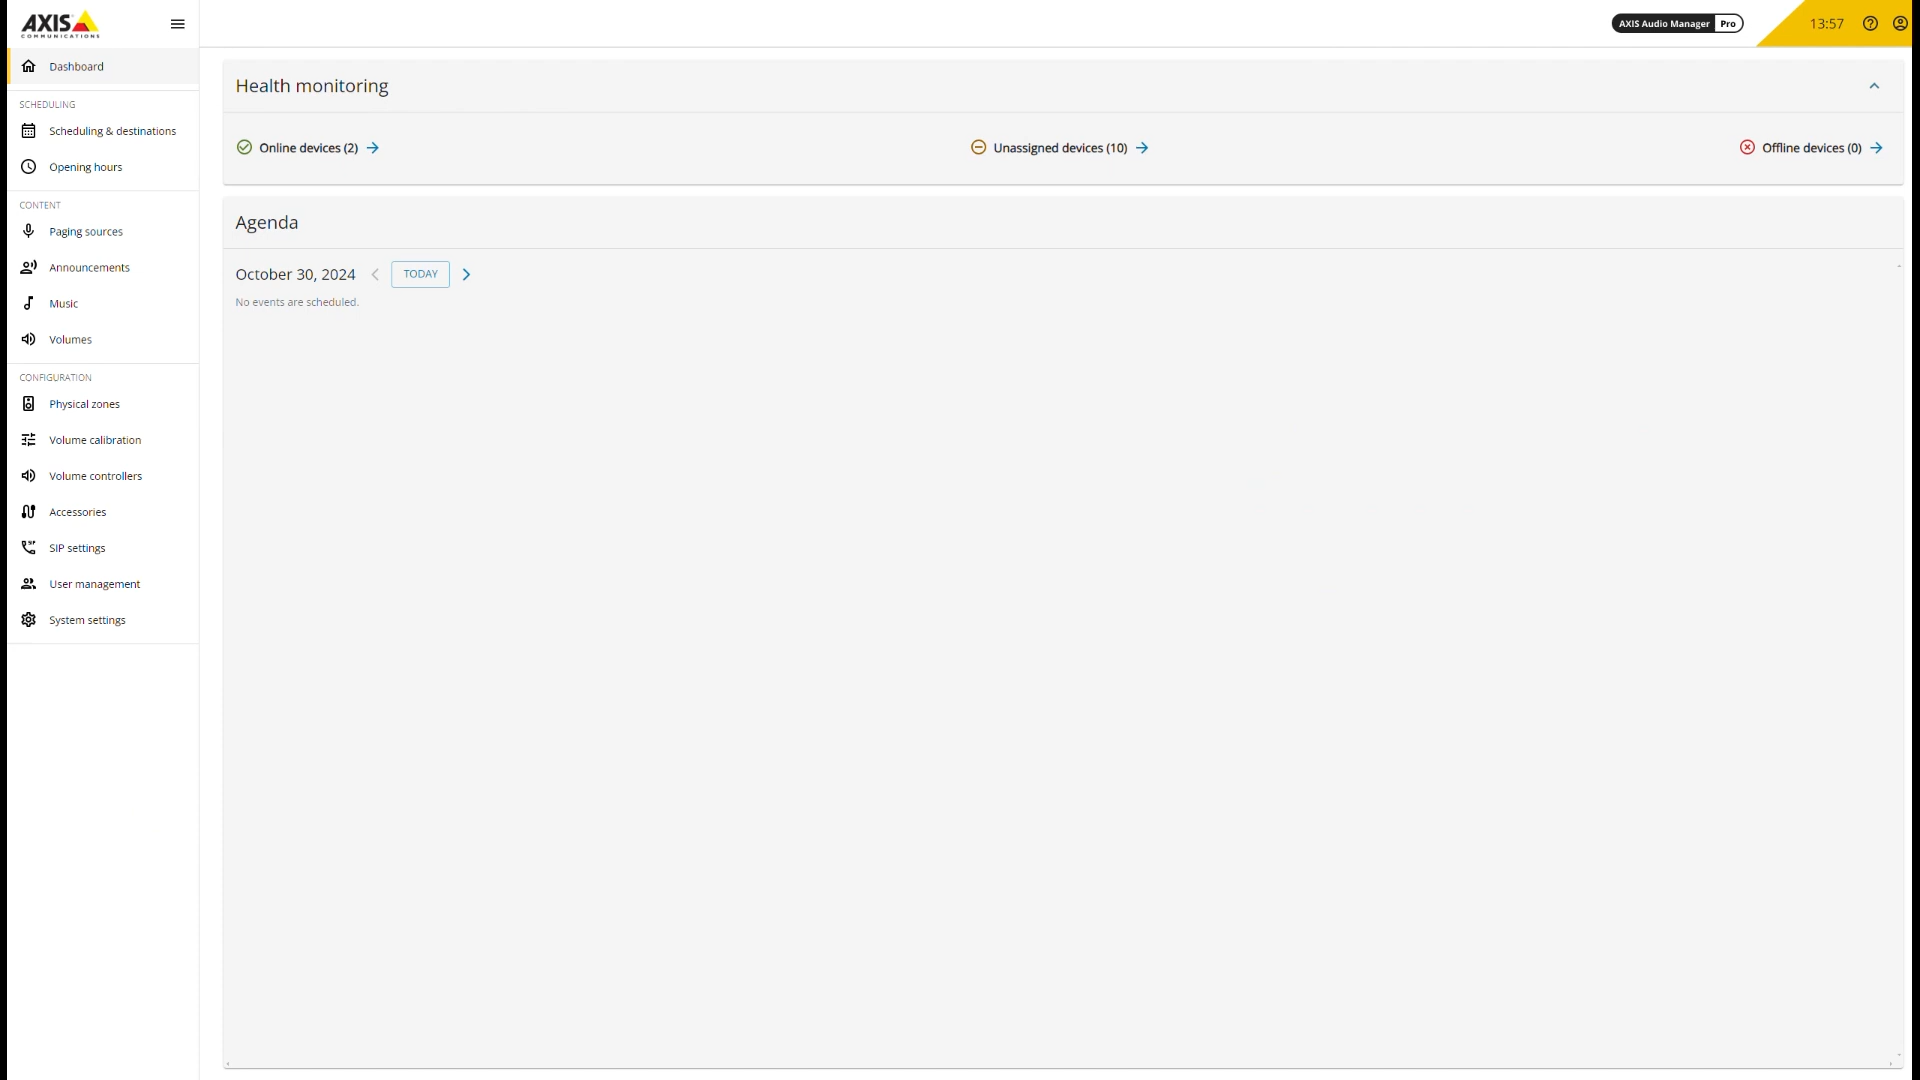 AXIS
COMMUNICATIONS
AXIS Audio Manager Pro
13:57
Dashboard
SCHEDULING
Scheduling & destinations
Opening hours
CONTENT
Paging sources
Announcements
Music
Volumes
CONFIGURATION
Physical zones
Volume calibration
Volume controllers
Accessories
SIP settings
User management
System settings
Health monitoring
Online devices (2)
Unassigned devices (10)
Offline devices (0)
Agenda
October 30, 2024
TODAY
No events are scheduled.